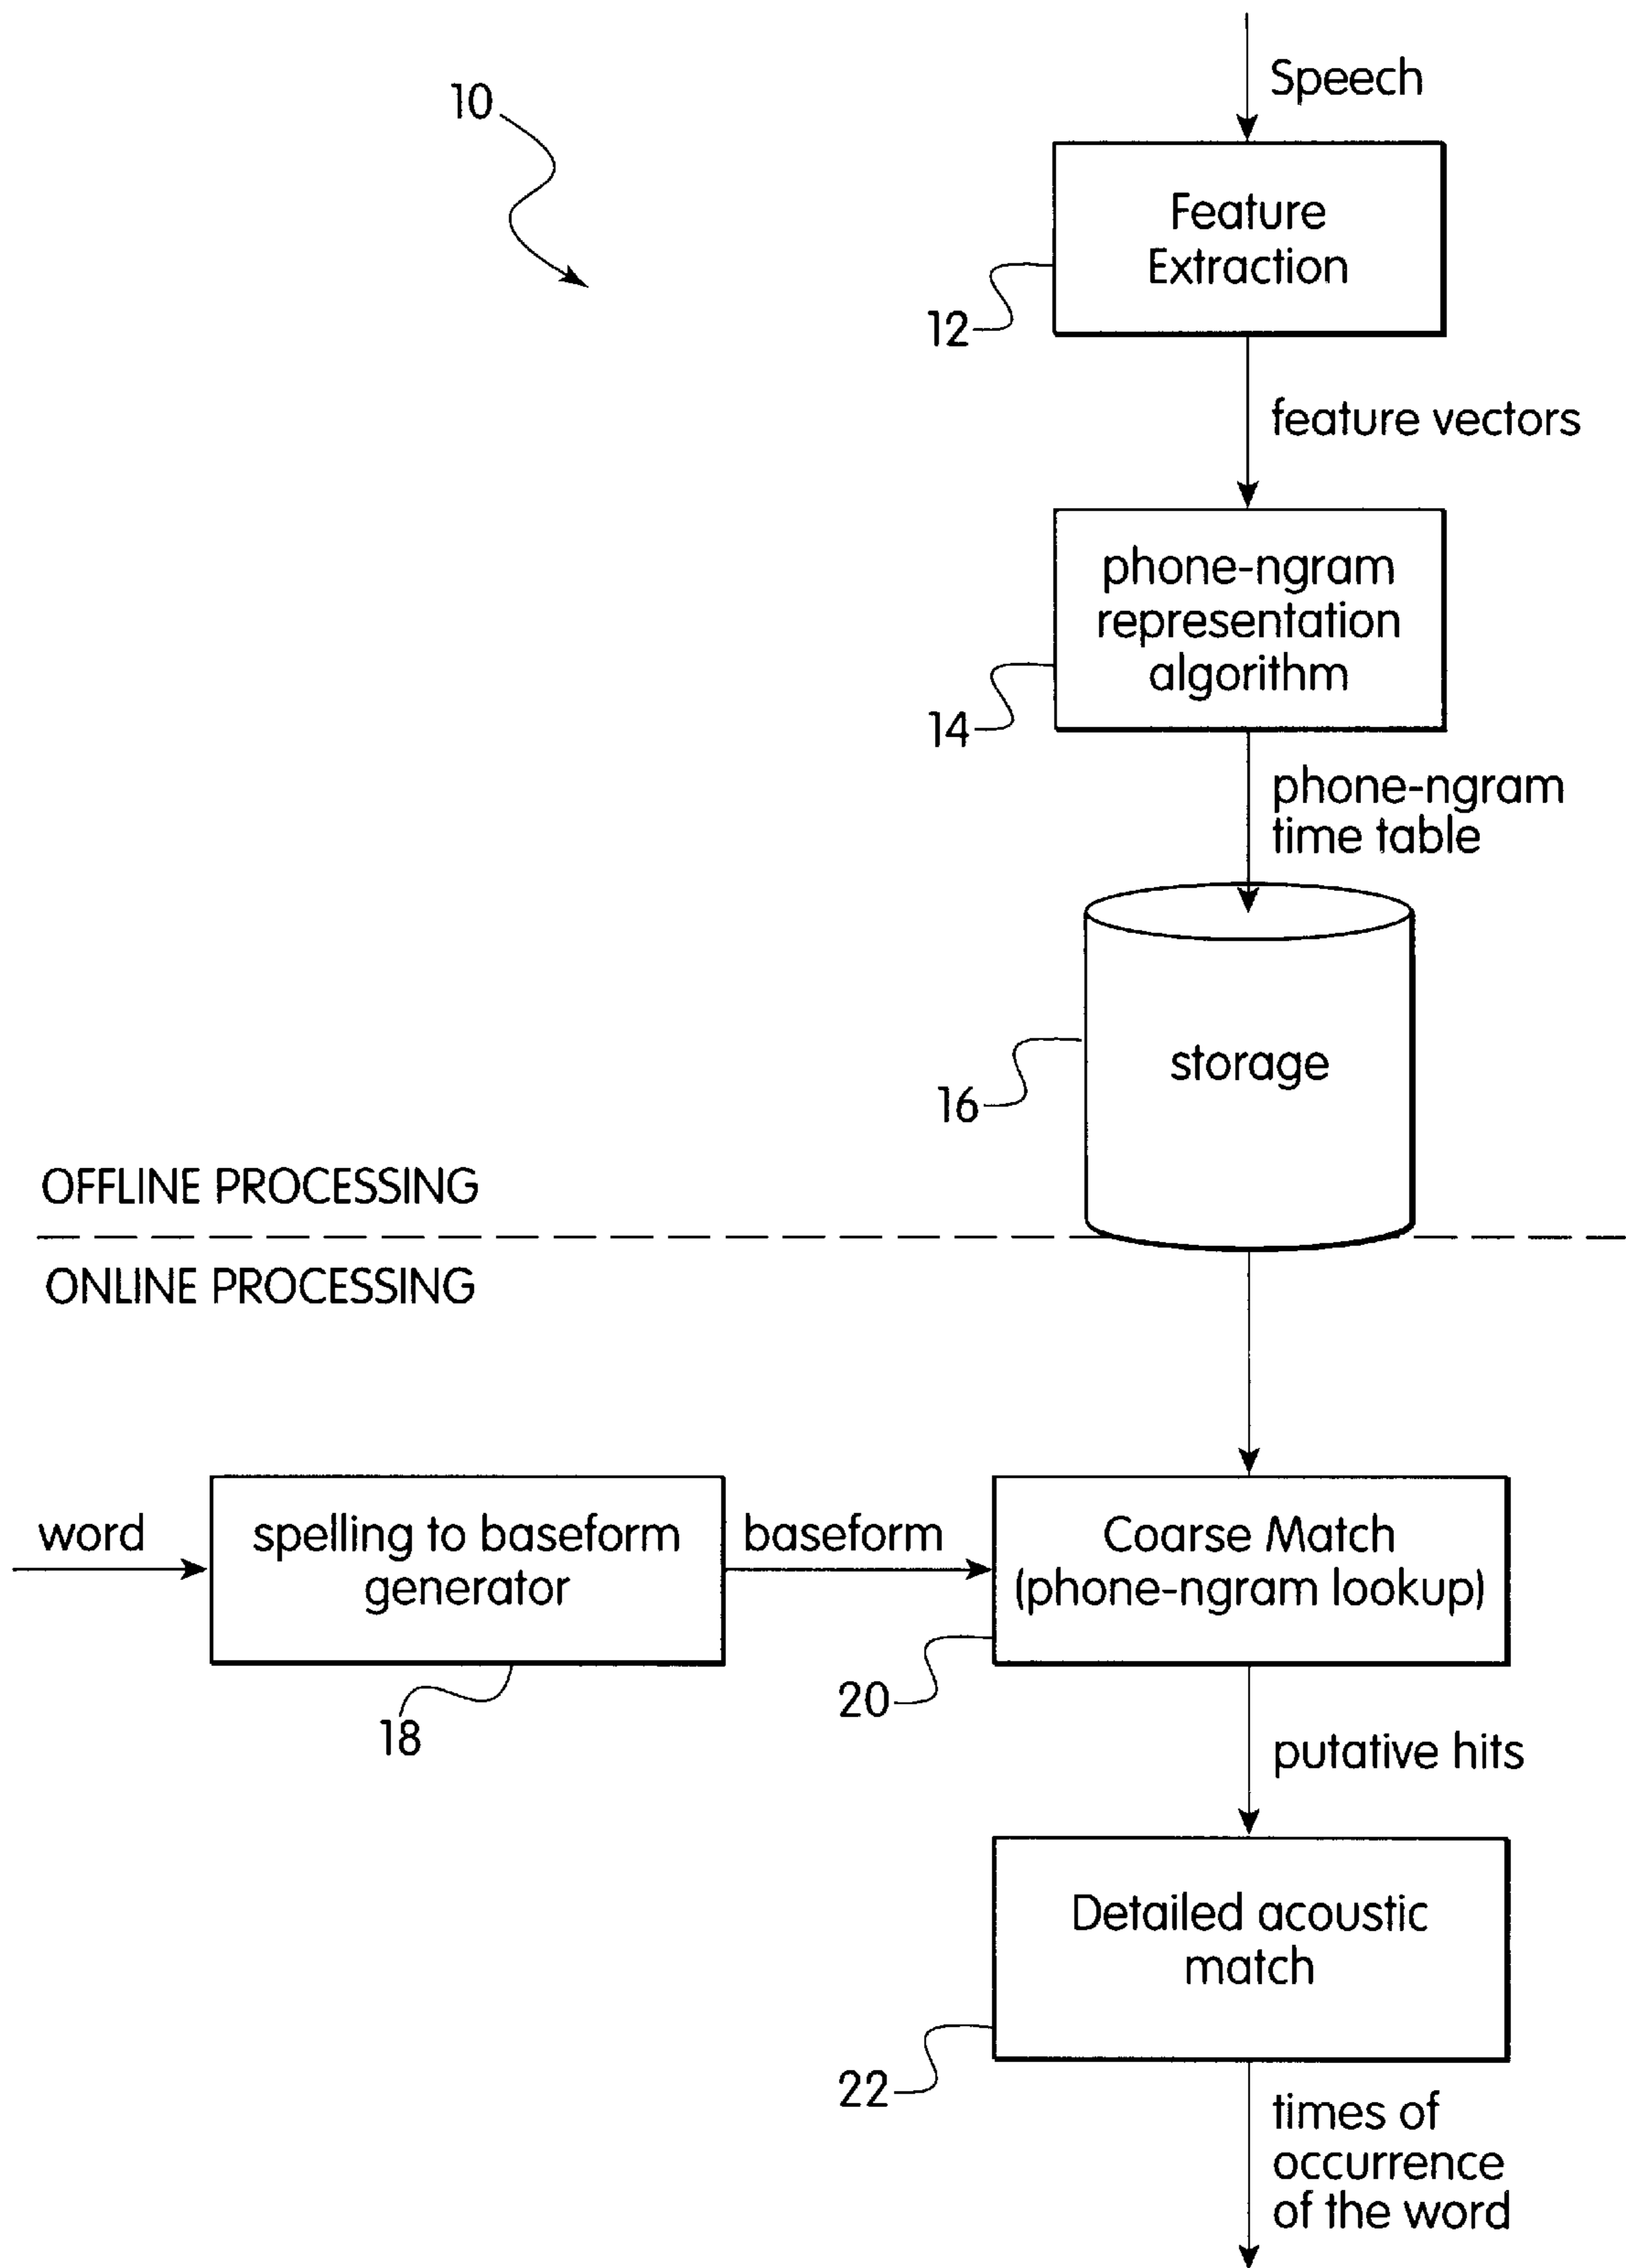 10
Speech
Feature
Extraction
12
feature vectors
phone-ngram
representation
algorithm
14
phone-ngram
time table
storage
16
OFFLINE PROCESSING
ONLINE PROCESSING
word
spelling to baseform
generator
18
baseform
Coarse Match
(phone-ngram lookup)
20
putative hits
Detailed acoustic
match
22
times of
occurrence
of the word